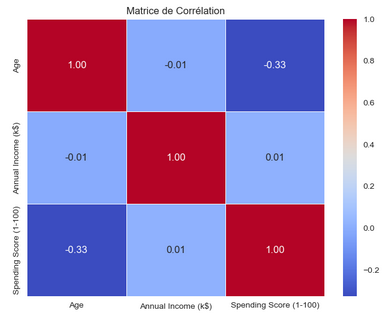 Matrice de Corrélation
Age
1.00
-0.01
-0.33
Annual Income (k$)
-0.01
1.00
0.01
Spending Score (1-100)
-0.33
0.01
1.00
Age
Annual Income (k$)
Spending Score (1-100)
1.0
0.8
0.6
0.4
0.2
0.0
−0.2